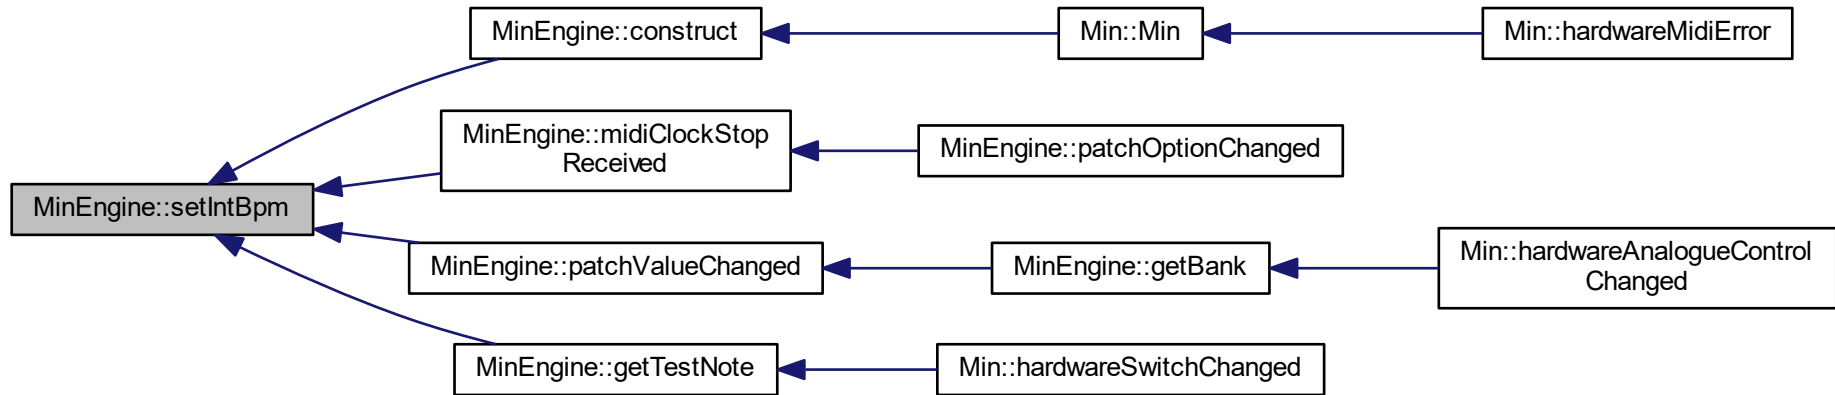 MinEngine::construct
Min::Min
Min::hardwareMidiError
MinEngine::midiClockStop
Received
MinEngine::patchOptionChanged
MinEngine::setIntBpm
MinEngine::patchValueChanged
MinEngine::getBank
Min::hardwareAnalogueControl
Changed
MinEngine::getTestNote
Min::hardwareSwitchChanged